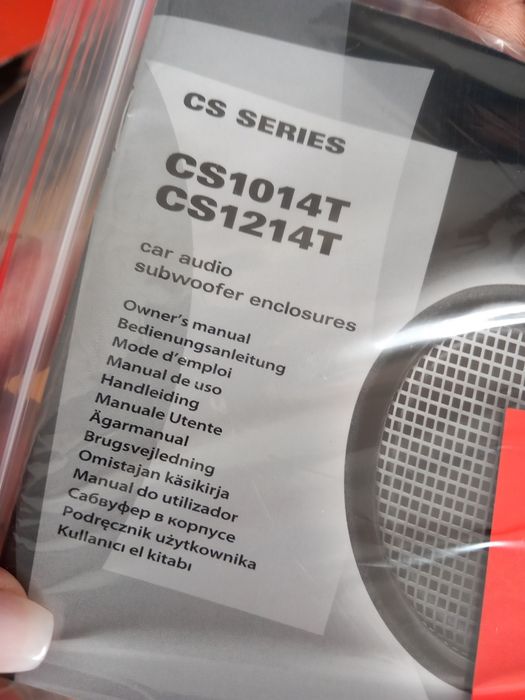 CS SERIES
CS1014T
CS1214T
car audio
subwoofer enclosures
Owner's manual
Bedienungsanleitung
Mode d'emploi
Manual de uso
Handleiding
Manuale Utente
Ägarmanual
Brugsvejledning
Omistajan käsikirja
Manual do utilizador
Сабвуфер в корпусе
Podręcznik użytkownika
Kullanıcı el kitabı